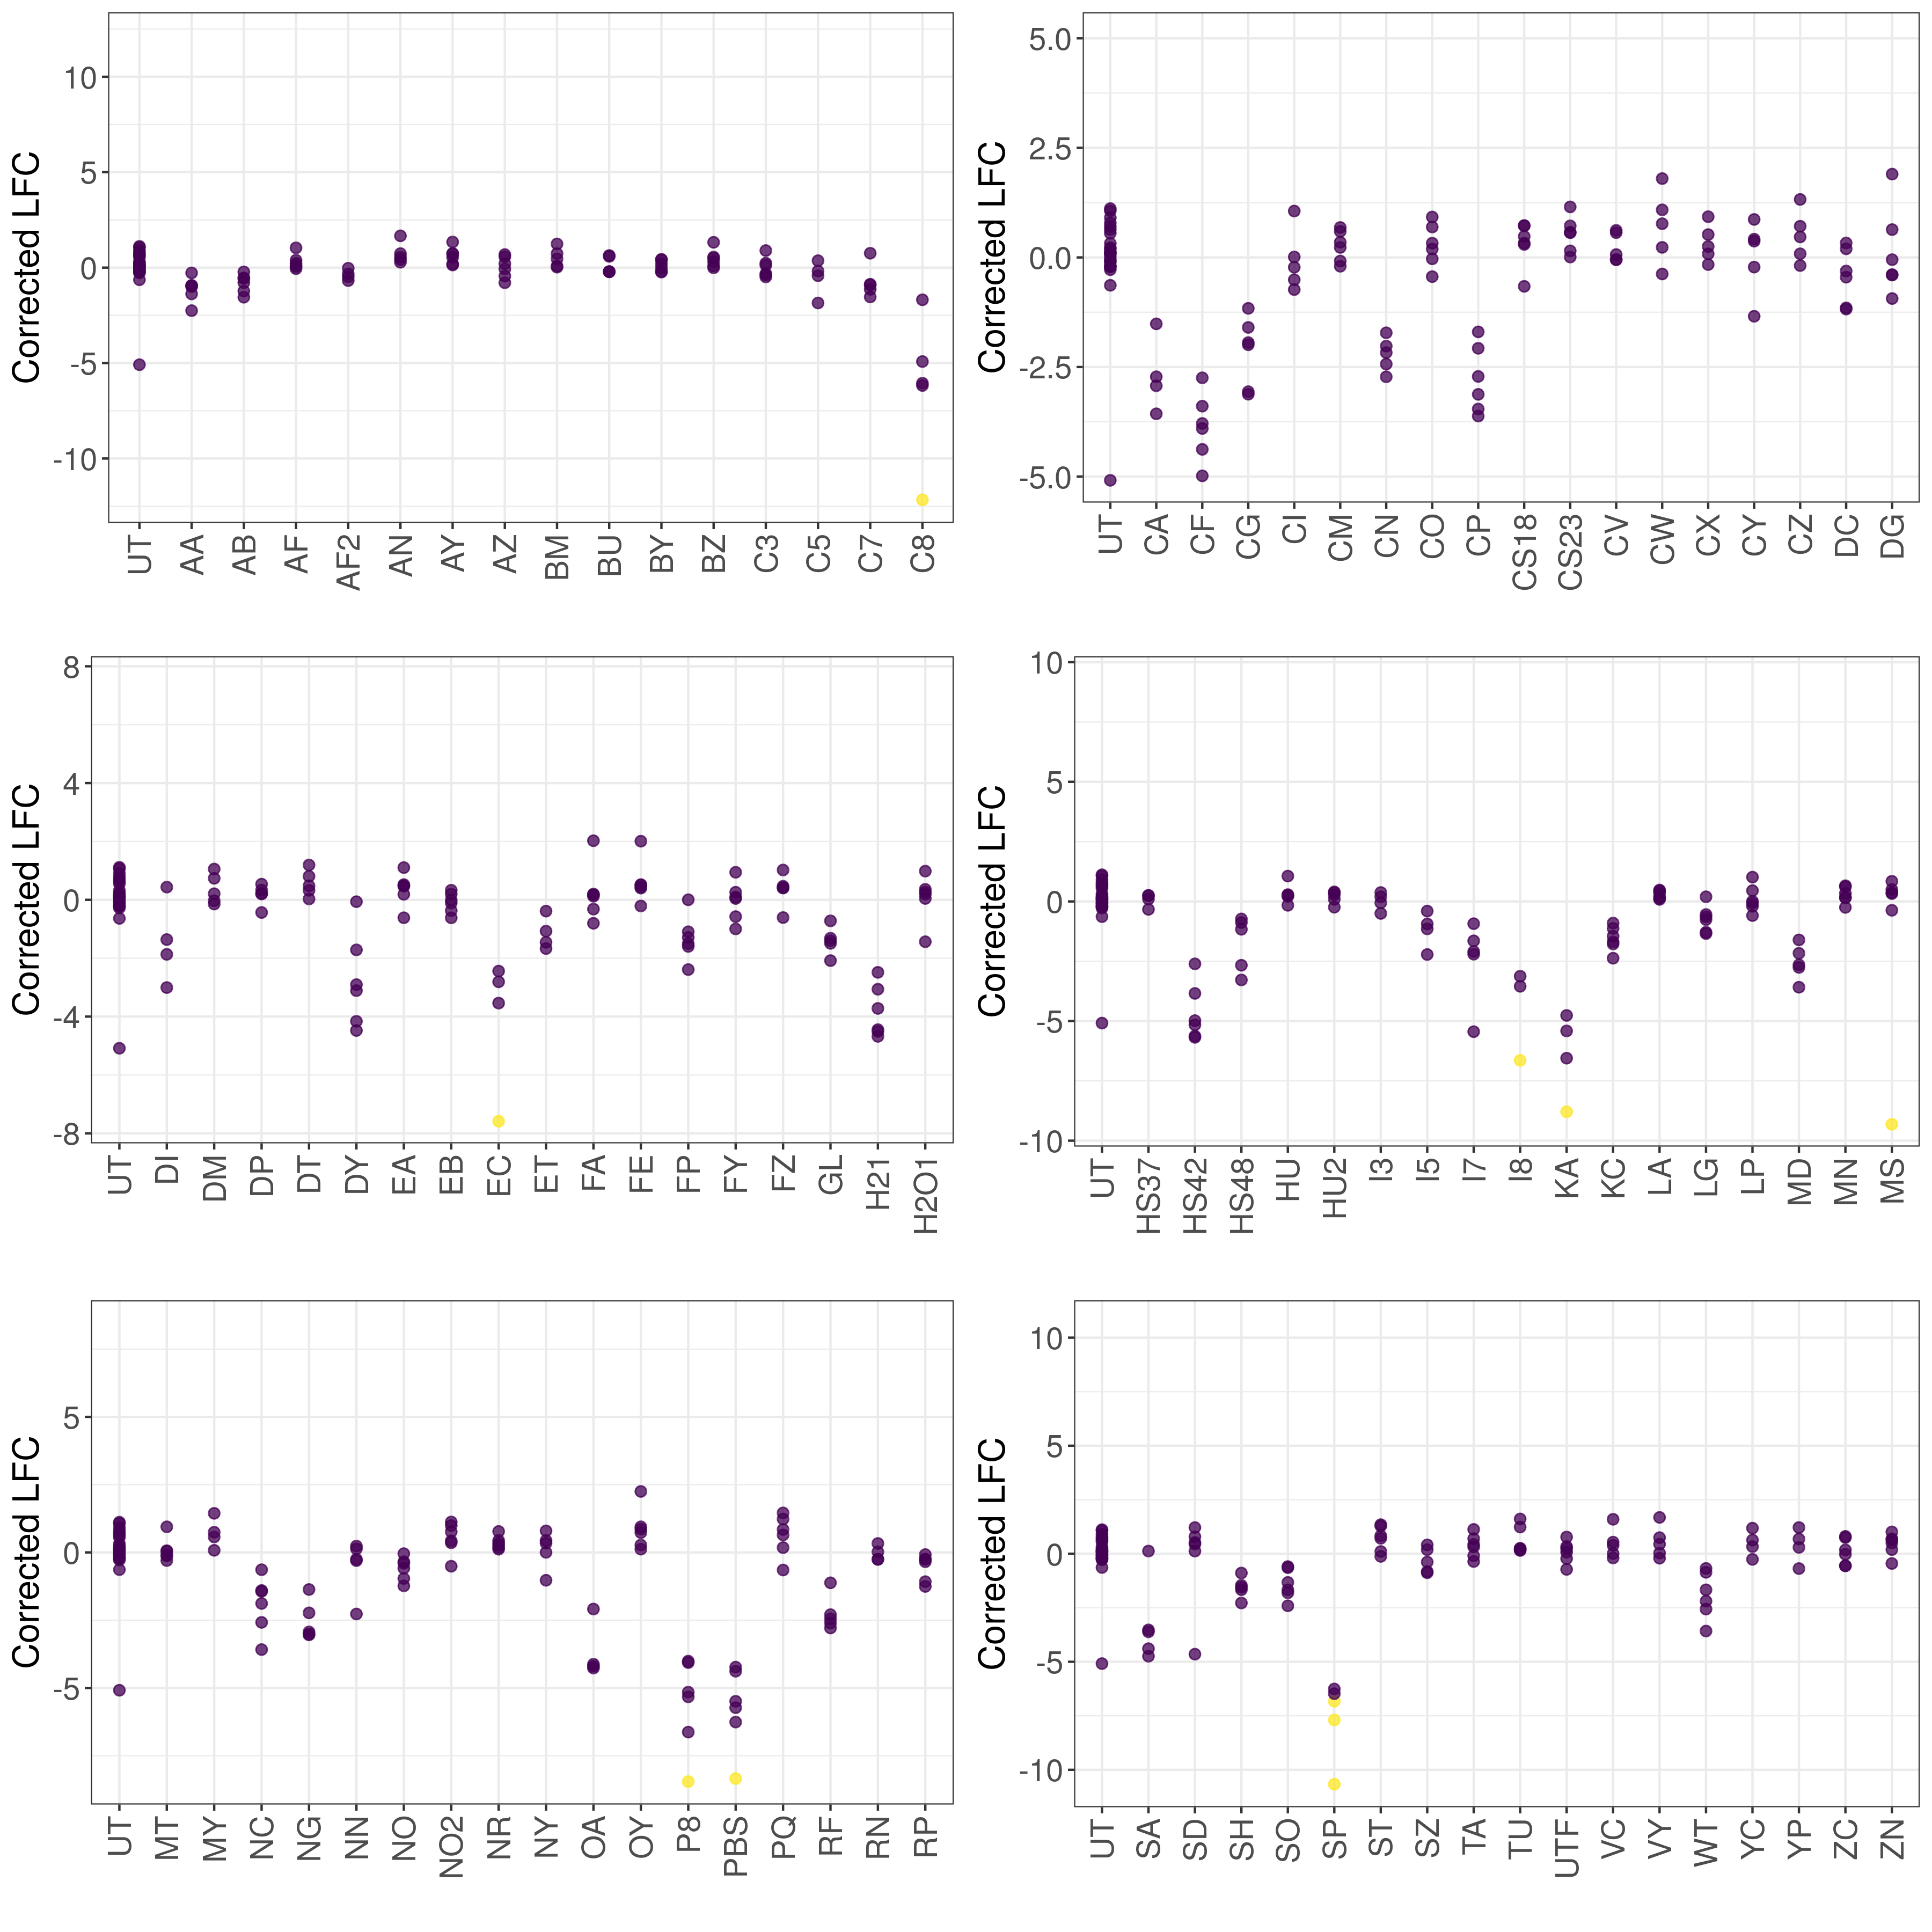 Corrected LFC
10
5
0
-5
-10
UT AA AB AF AF2 AN AY AZ BM BU BY BZ C3 C5 C7 C8
Corrected LFC
5.0
2.5
0.0
-2.5
-5.0
UT CA CF CG CI CM CN CO CP CS18 CS23 CV CW CX CY CZ DC DG
Corrected LFC
8
4
0
-4
-8
UT DI DM DP DT DY EA EB EC ET FA FE FP FY FZ GL H21 H2O1
Corrected LFC
10
5
0
-5
-10
UT HS37 HS42 HS48 HU HU2 I3 I5 I7 I8 KA KC LA LG LP MD MN MS
Corrected LFC
5
0
-5
UT MT MY NC NG NN NO NO2 NR NY OA OY P8 PBS PQ RF RN RP
Corrected LFC
10
5
0
-5
-10
UT SA SD SH SO SP ST SZ TA TU UTF VC VY WT YC YP ZC ZN